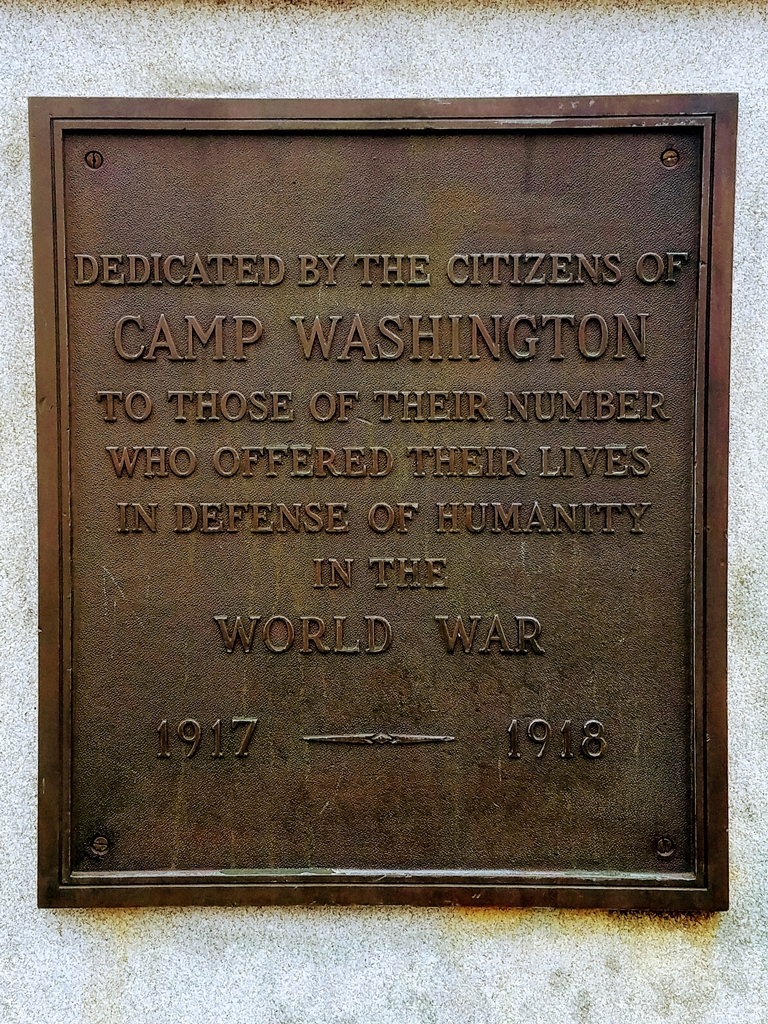 DEDICATED BY THE CITIZENS OF
CAMP WASHINGTON
TO THOSE OF THEIR NUMBER
WHO OFFERED THEIR LIVES
IN DEFENSE OF HUMANITY
IN THE
WORLD WAR
1917 — 1918